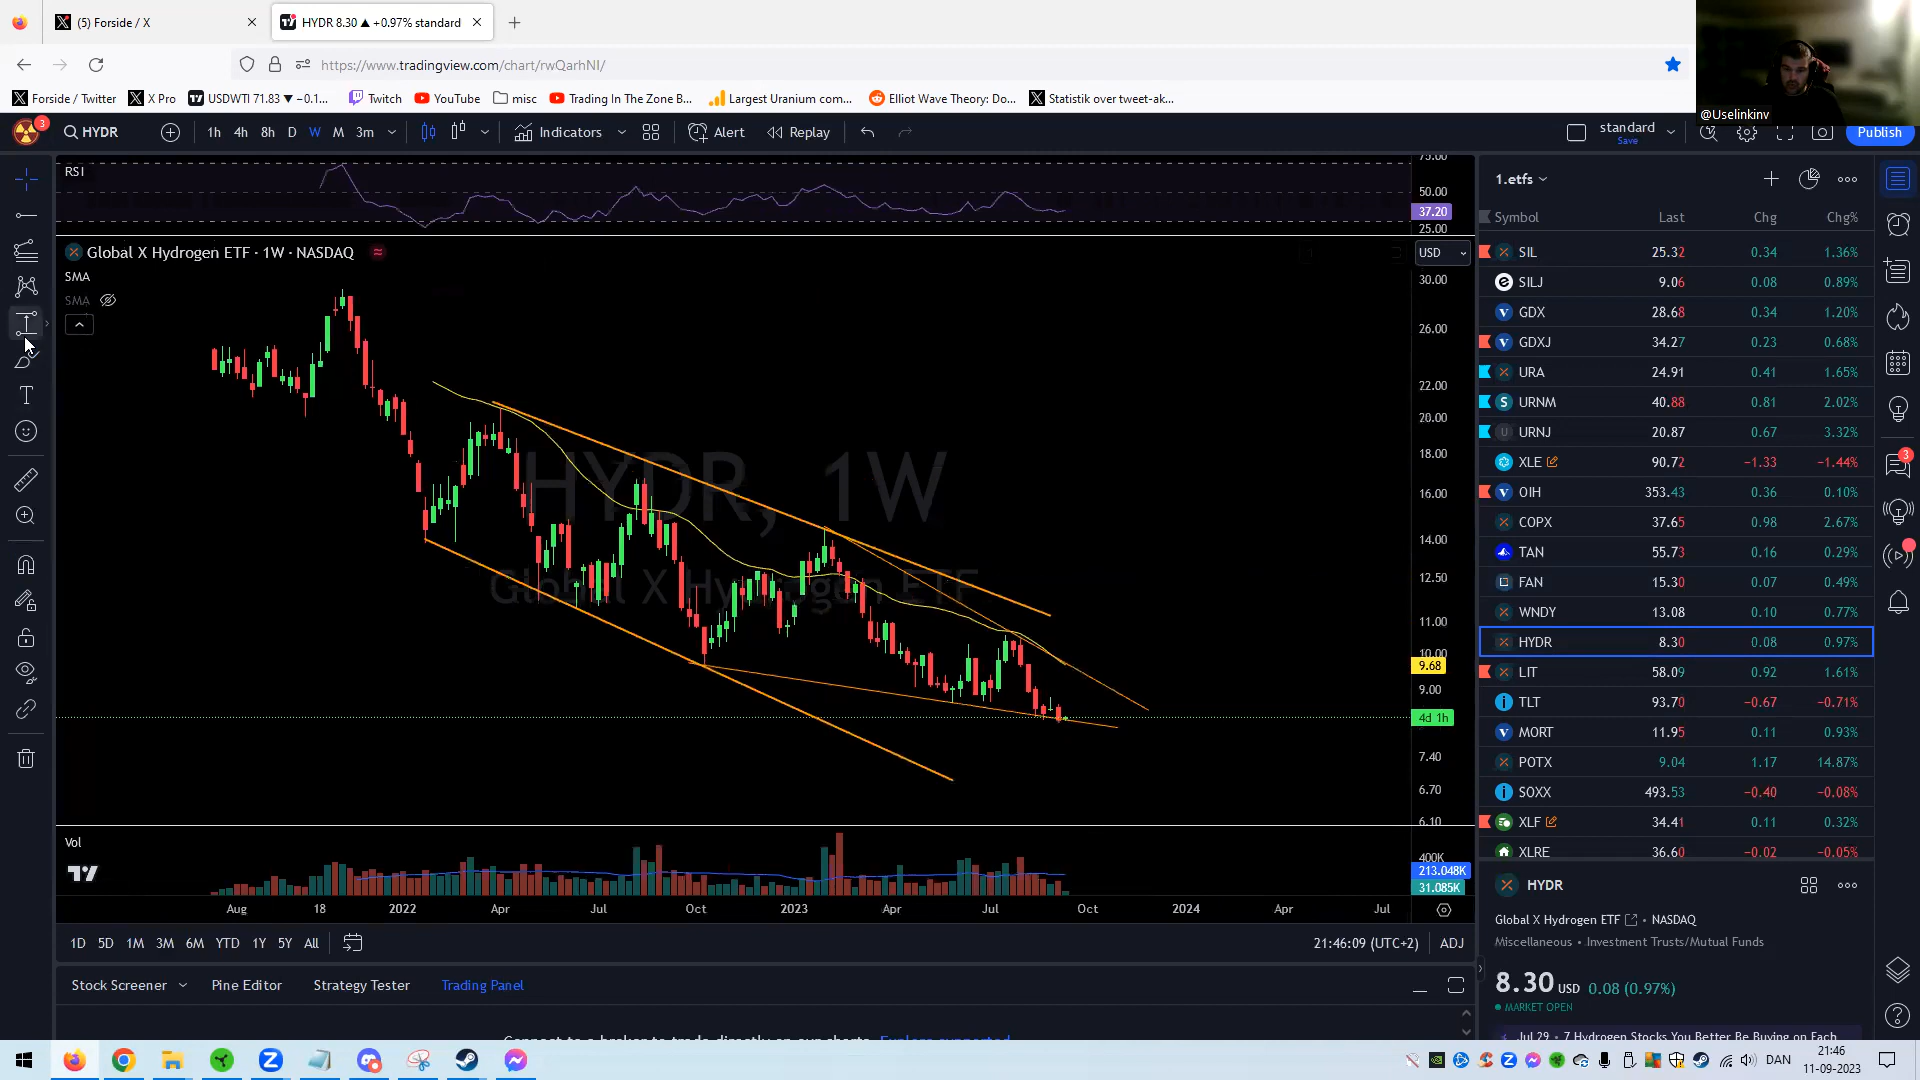 (5) Forside / X
HYDR 8.30 ▲ +0.97% standard
https://www.tradingview.com/chart/rwQarhNI/
Forside / Twitter
X Pro
USDWTI 71.83 ▼ −0.1...
Twitch
YouTube
misc
Trading In The Zone B...
Largest Uranium com...
Elliot Wave Theory: Do...
Statistik over tweet-ak...
@Uselinkinv
3
HYDR
1h 4h 8h D W M 3m
Indicators
Alert
Replay
standard
Save
Publish
RSI
75.00
50.00
37.20
25.00
Global X Hydrogen ETF · 1W · NASDAQ
USD
SMA
SMA
30.00
26.00
22.00
20.00
18.00
16.00
14.00
12.50
11.00
10.00
9.68
9.00
4d 1h
7.40
6.70
6.10
HYDR, 1W
Global X Hydrogen ETF
Vol
400K
213.048K
31.085K
Aug 18 2022 Apr Jul Oct 2023 Apr Jul Oct 2024 Apr Jul
1D 5D 1M 3M 6M YTD 1Y 5Y All
21:46:09 (UTC+2)
ADJ
Stock Screener
Pine Editor
Strategy Tester
Trading Panel
1.etfs
Symbol Last Chg Chg%
SIL 25.32 0.34 1.36%
SILJ 9.06 0.08 0.89%
GDX 28.68 0.34 1.20%
GDXJ 34.27 0.23 0.68%
URA 24.91 0.41 1.65%
URNM 40.88 0.81 2.02%
URNJ 20.87 0.67 3.32%
XLE 90.72 −1.33 −1.44%
OIH 353.43 0.36 0.10%
COPX 37.65 0.98 2.67%
TAN 55.73 0.16 0.29%
FAN 15.30 0.07 0.49%
WNDY 13.08 0.10 0.77%
HYDR 8.30 0.08 0.97%
LIT 58.09 0.92 1.61%
TLT 93.70 −0.67 −0.71%
MORT 11.95 0.11 0.93%
POTX 9.04 1.17 14.87%
SOXX 493.53 −0.40 −0.08%
XLF 34.41 0.11 0.32%
XLRE 36.60 −0.02 −0.05%
3
HYDR
Global X Hydrogen ETF • NASDAQ
Miscellaneous • Investment Trusts/Mutual Funds
8.30 USD 0.08 (0.97%)
MARKET OPEN
Jul 29 • 7 Hydrogen Stocks You Better Be Buying on Each
DAN
21:46
11-09-2023